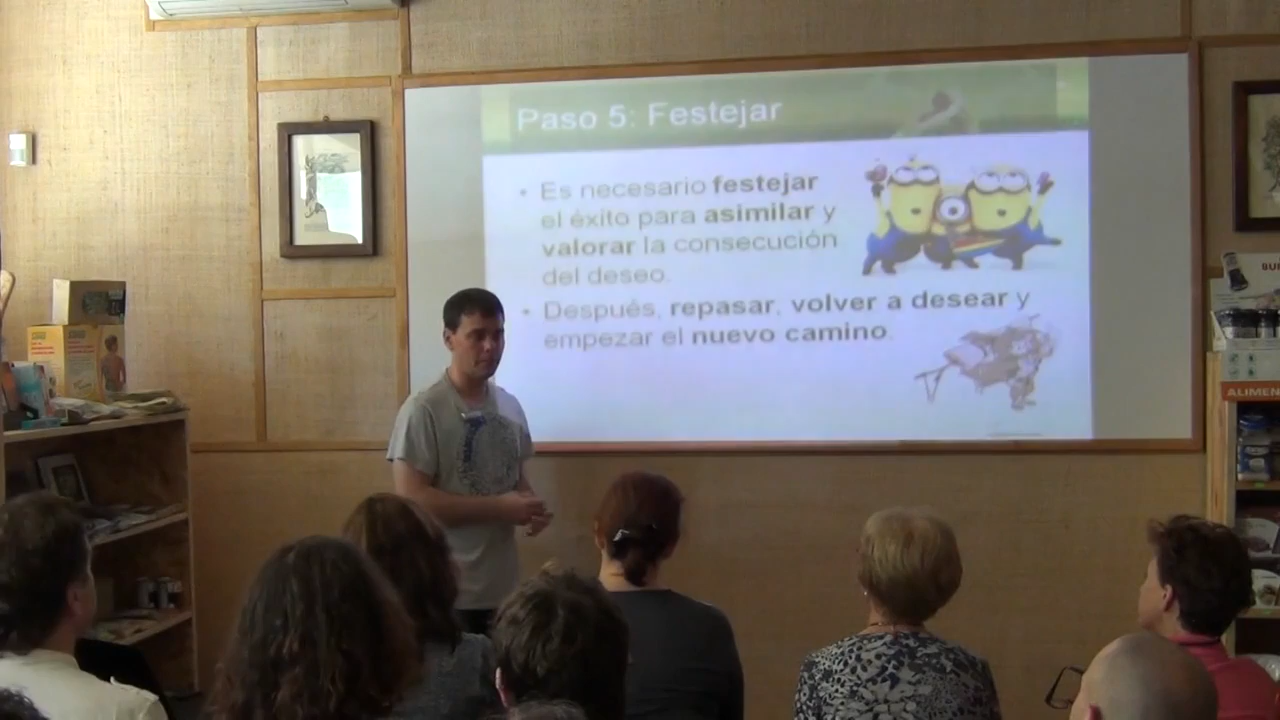 Paso 5: Festejar
• Es necesario festejar
el éxito para asimilar y
valorar la consecución
del deseo.
• Después, repasar, volver a desear y
empezar el nuevo camino.
ALIMEN